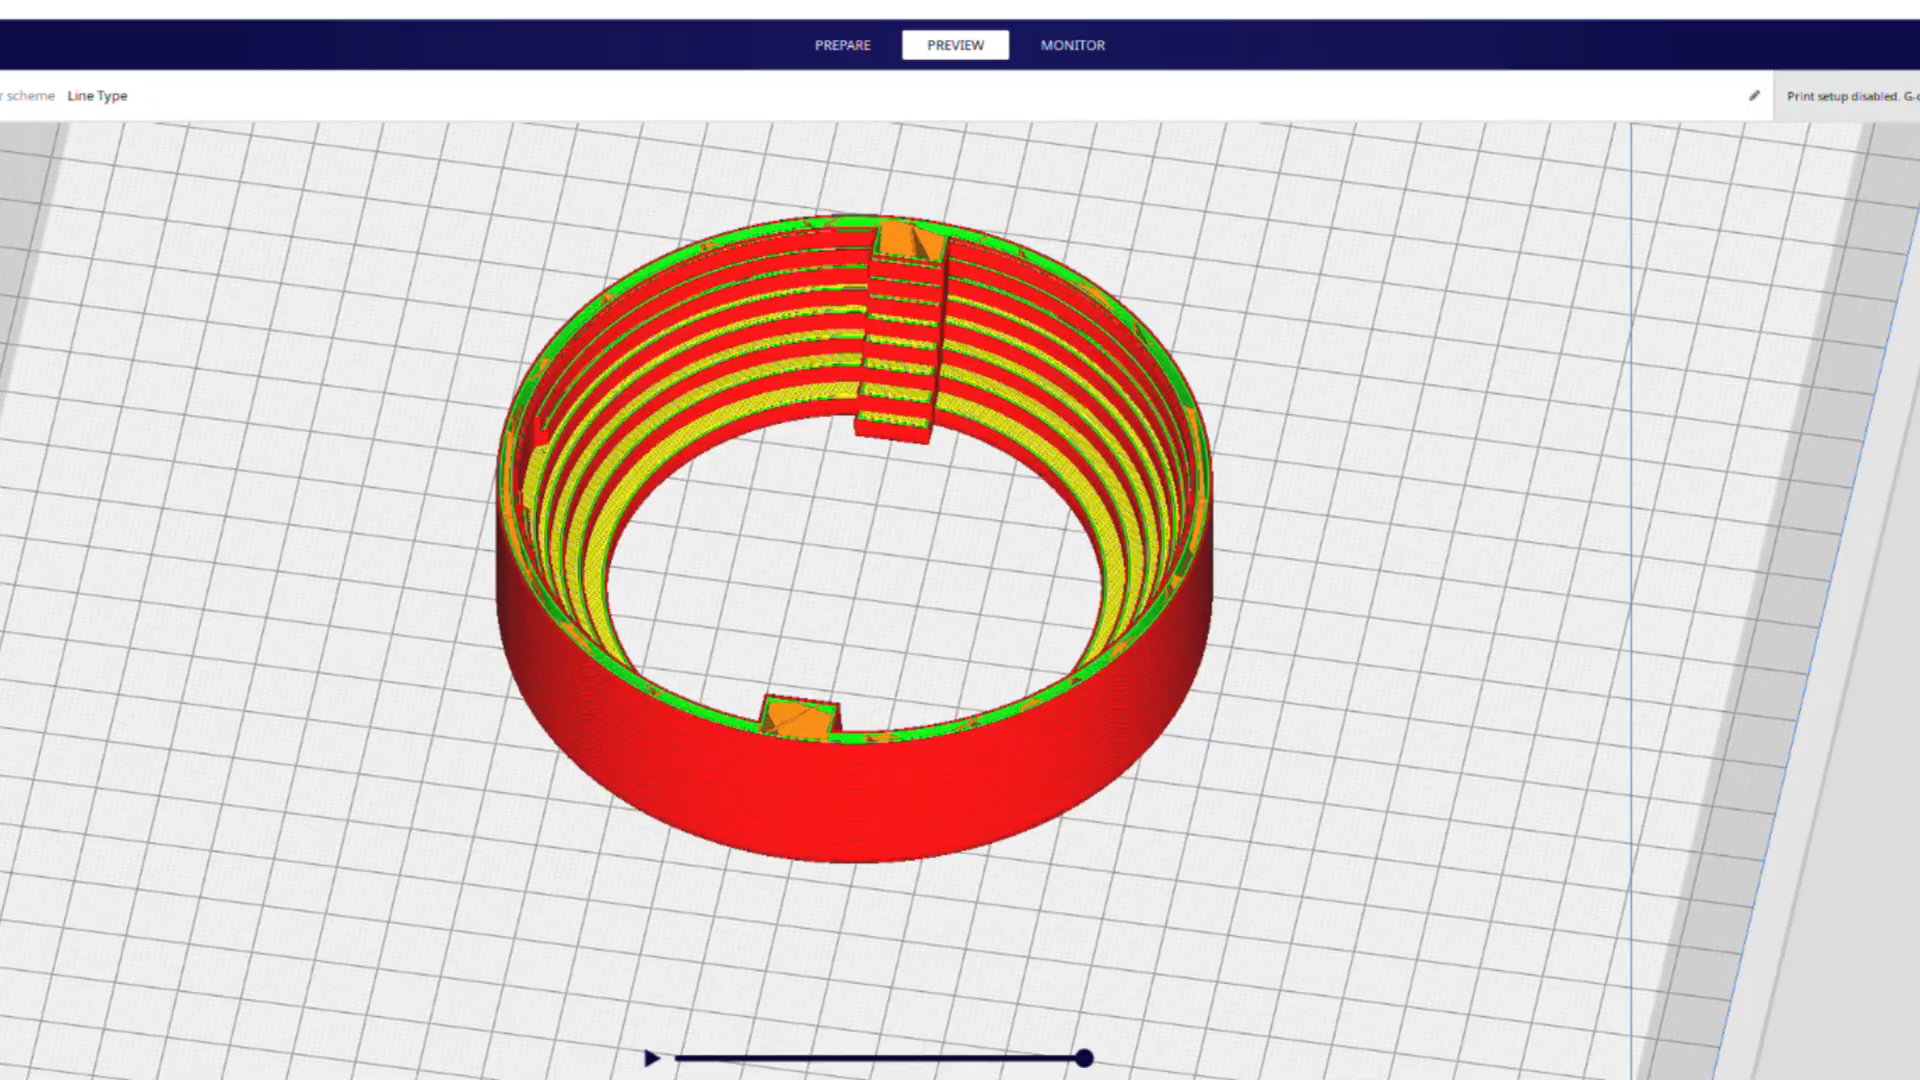 PREPARE PREVIEW MONITOR
r scheme Line Type
Print setup disabled. G-c